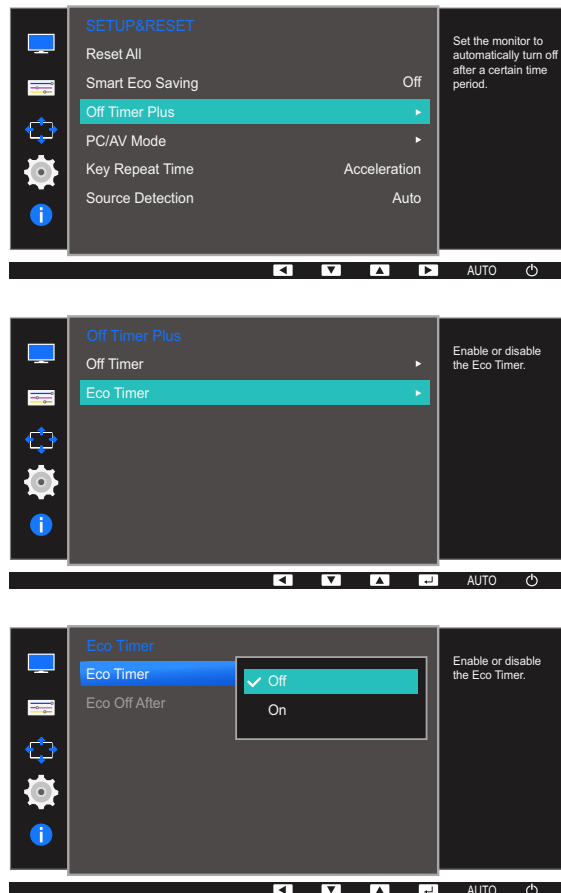 SETUP&RESET
Reset All
Smart Eco Saving Off
Off Timer Plus
PC/AV Mode
Key Repeat Time Acceleration
Source Detection Auto
Set the monitor to
automatically turn off
after a certain time
period.
AUTO
Off Timer Plus
Off Timer
Eco Timer
Enable or disable
the Eco Timer.
AUTO
Eco Timer
Eco Timer
Eco Off After
Off
On
Enable or disable
the Eco Timer.
AUTO